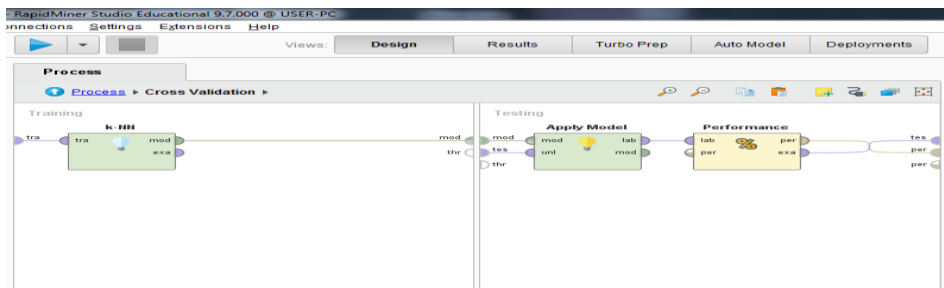 - RapidMiner Studio Educational 9.7.000 @ USER-PC
onnections Settings Extensions Help
Views: Design Results Turbo Prep Auto Model Deployments
Process
Process Cross Validation
Training
k-NN
tra tra mod mod
exa thr
Testing
Apply Model Performance
mod mod lab lab per tes
tes unl mod per exa per
thr per